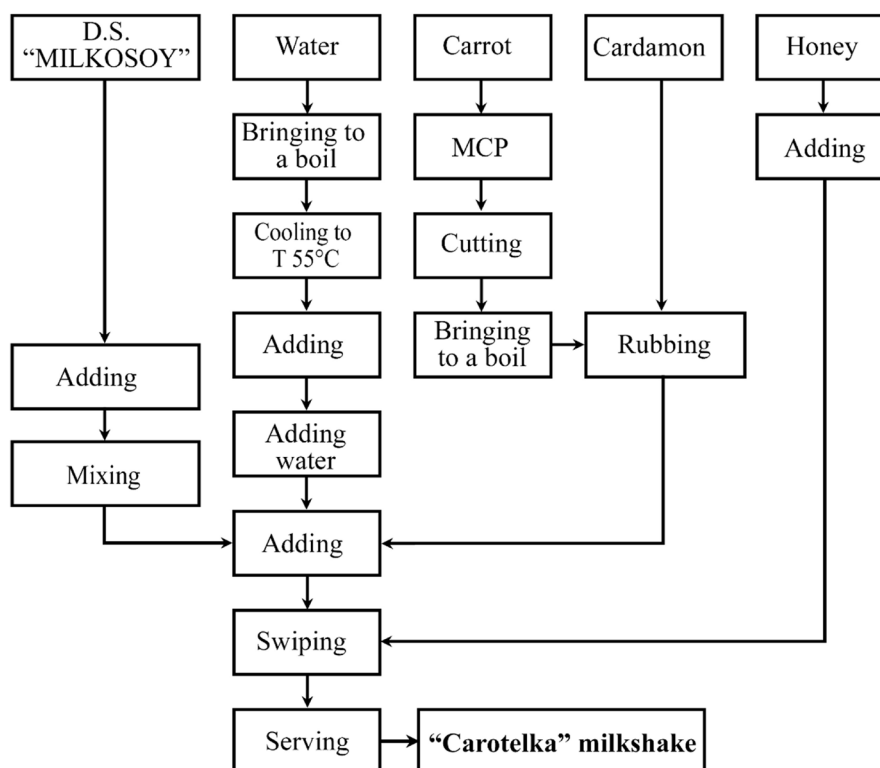 D.S.
“MILKOSOY”
Water
Carrot
Cardamon
Honey
Bringing to
a boil
MCP
Adding
Cooling to
T 55°C
Cutting
Adding
Bringing
to a boil
Rubbing
Adding
Adding
water
Mixing
Adding
Swiping
Serving
“Carotelka” milkshake